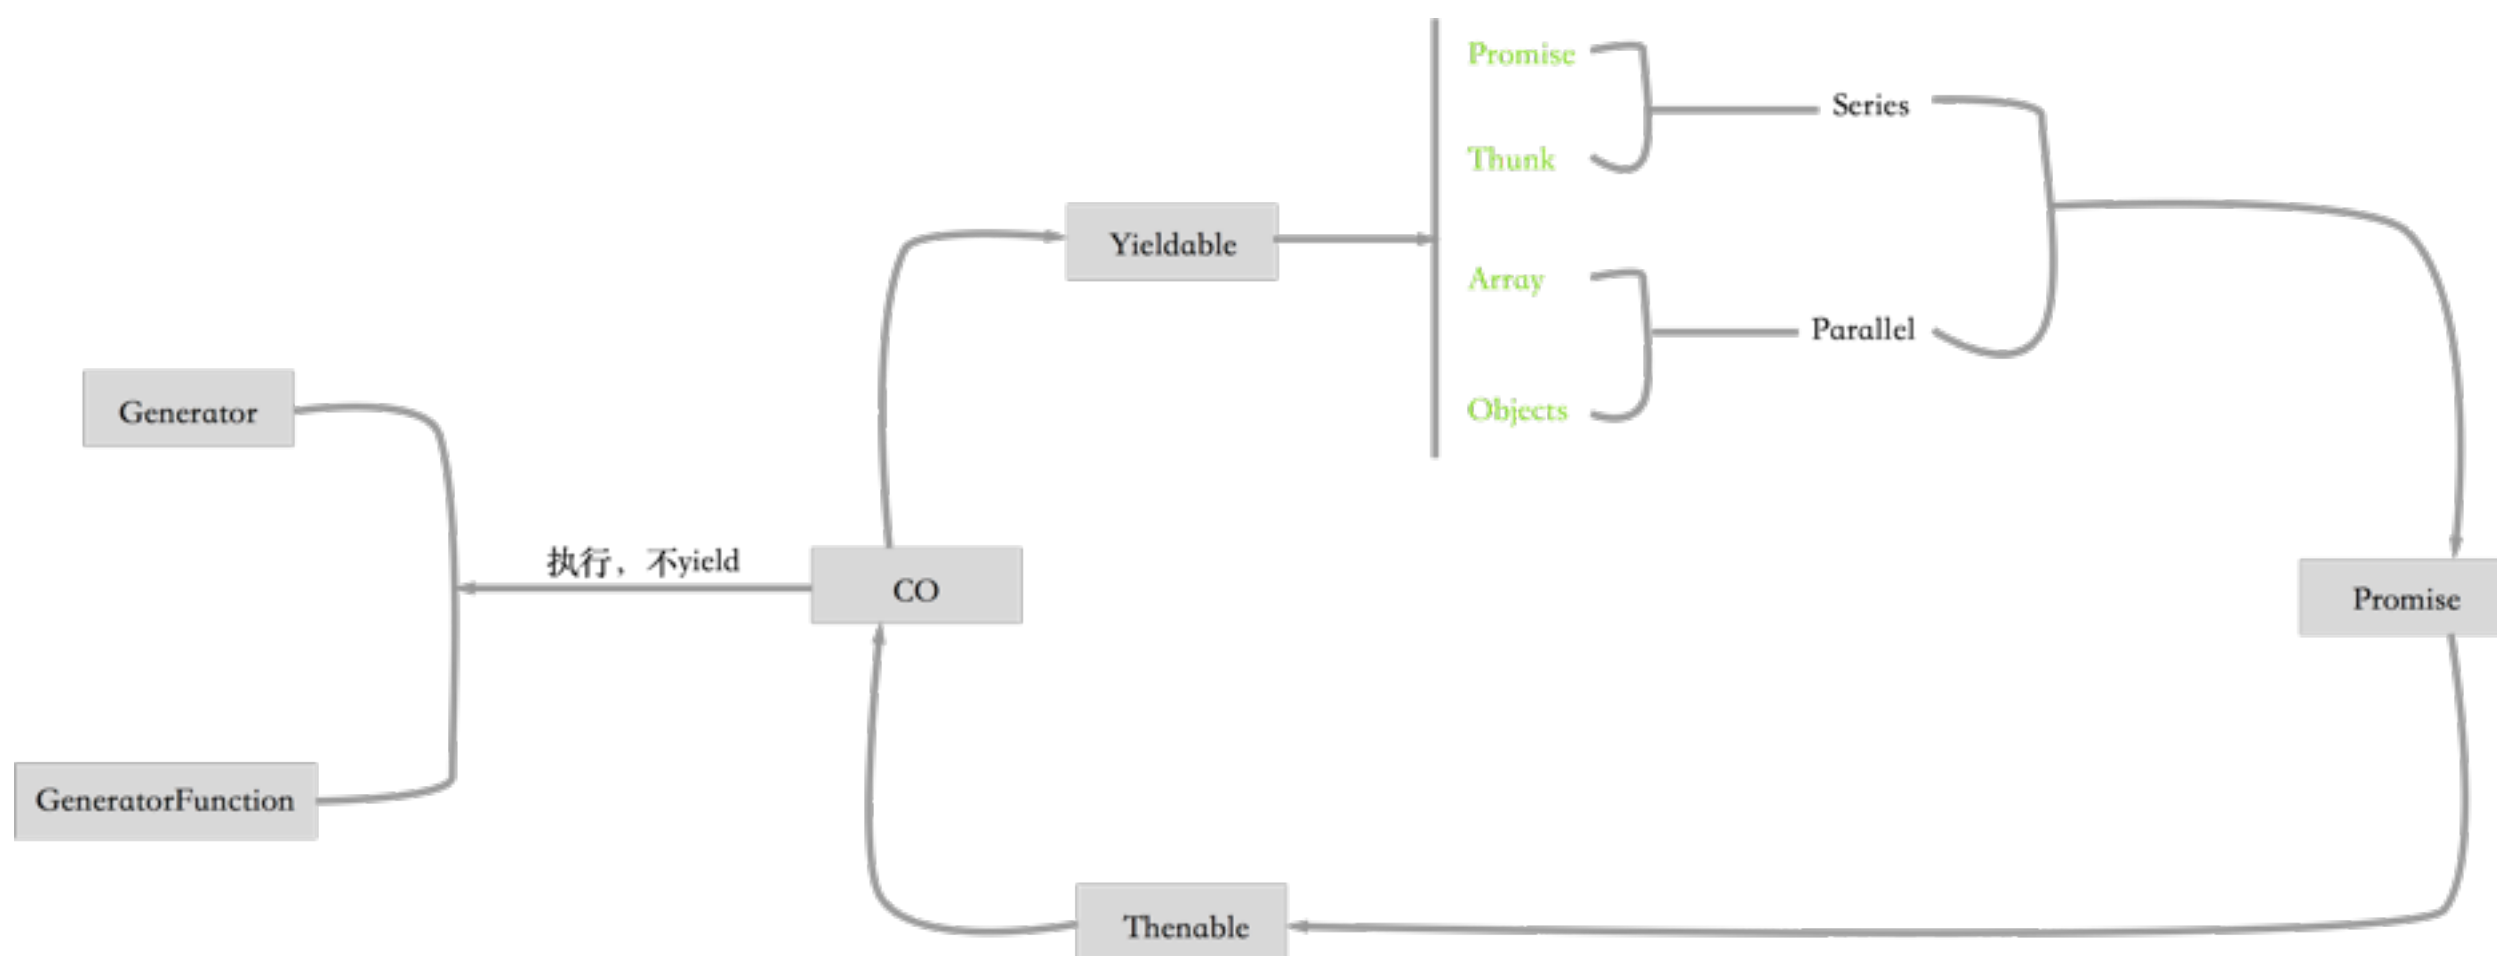 Promise
Series
Thunk
Yieldable
Array
Parallel
Objects
Generator
执行，不yield
CO
Promise
GeneratorFunction
Thenable